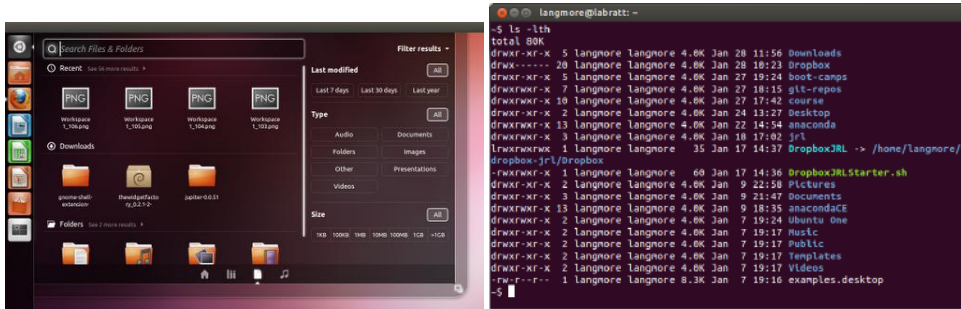 Search Files & Folders
Filter results
Recent See 56 more results
PNG PNG PNG PNG
Workspace 1_106.png
Workspace 1_105.png
Workspace 1_104.png
Workspace 1_103.png
Downloads
gnome-shell-extension-
thewidgetfactory_0.2.1-2-
jupiter-0.0.51
Folders See 2 more results
Last modified All
Last 7 days Last 30 days Last year
Type All
Audio Documents
Folders Images
Other Presentations
Videos
Size All
1KB 100KB 1MB 10MB 100MB 1GB >1GB
langmore@labratt: ~
~$ ls -lth
total 80K
drwxr-xr-x 5 langmore langmore 4.0K Jan 28 11:56 Downloads
drwx------ 20 langmore langmore 4.0K Jan 28 10:23 Dropbox
drwxr-xr-x 5 langmore langmore 4.0K Jan 27 19:24 boot-camps
drwxrwxr-x 7 langmore langmore 4.0K Jan 27 18:15 git-repos
drwxrwxr-x 10 langmore langmore 4.0K Jan 27 17:42 course
drwxr-xr-x 2 langmore langmore 4.0K Jan 24 13:27 Desktop
drwxrwxr-x 13 langmore langmore 4.0K Jan 22 14:54 anaconda
drwxrwxr-x 3 langmore langmore 4.0K Jan 18 17:02 jrl
lrwxrwxrwx 1 langmore langmore 35 Jan 17 14:37 DropboxJRL -> /home/langmore/
dropbox-jrl/Dropbox
-rwxrwxr-x 1 langmore langmore 60 Jan 17 14:36 DropboxJRLStarter.sh
drwxr-xr-x 2 langmore langmore 4.0K Jan 9 22:58 Pictures
drwxr-xr-x 3 langmore langmore 4.0K Jan 9 21:47 Documents
drwxrwxr-x 13 langmore langmore 4.0K Jan 9 18:35 anacondaCE
drwxrwxr-x 2 langmore langmore 4.0K Jan 7 19:24 Ubuntu One
drwxr-xr-x 2 langmore langmore 4.0K Jan 7 19:17 Music
drwxr-xr-x 2 langmore langmore 4.0K Jan 7 19:17 Public
drwxr-xr-x 2 langmore langmore 4.0K Jan 7 19:17 Templates
drwxr-xr-x 2 langmore langmore 4.0K Jan 7 19:17 Videos
-rw-r--r-- 1 langmore langmore 8.3K Jan 7 19:16 examples.desktop
~$